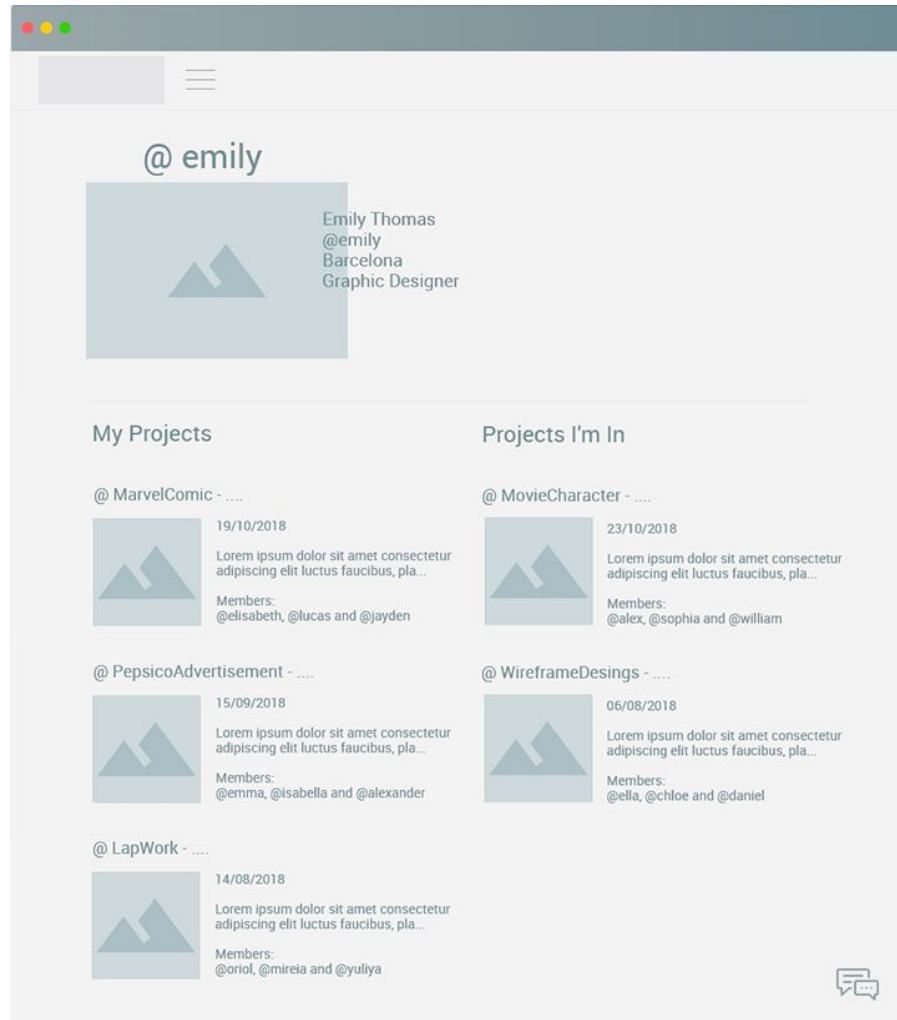 @ emily
Emily Thomas
@emily
Barcelona
Graphic Designer
My Projects
@ MarvelComic - ....
19/10/2018
Lorem ipsum dolor sit amet consectetur
adipiscing elit luctus faucibus, pla...
Members:
@elisabeth, @lucas and @jayden
@ PepsicoAdvertisement - ....
15/09/2018
Lorem ipsum dolor sit amet consectetur
adipiscing elit luctus faucibus, pla...
Members:
@emma, @isabella and @alexander
@ LapWork - ....
14/08/2018
Lorem ipsum dolor sit amet consectetur
adipiscing elit luctus faucibus, pla...
Members:
@oriol, @mireia and @yuliya
Projects I'm In
@ MovieCharacter - ....
23/10/2018
Lorem ipsum dolor sit amet consectetur
adipiscing elit luctus faucibus, pla...
Members:
@alex, @sophia and @william
@ WireframeDesings - ....
06/08/2018
Lorem ipsum dolor sit amet consectetur
adipiscing elit luctus faucibus, pla...
Members:
@ella, @chloe and @daniel